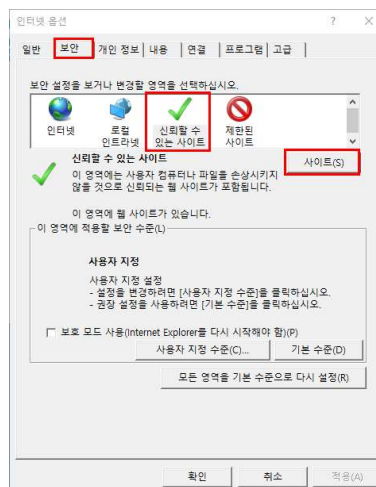 인터넷 옵션
일반 보안 개인 정보 내용 연결 프로그램 고급
보안 설정을 보거나 변경할 영역을 선택하십시오.
인터넷
로컬 인트라넷
신뢰할 수 있는 사이트
제한된 사이트
신뢰할 수 있는 사이트
사이트(S)
이 영역에는 사용자 컴퓨터나 파일을 손상시키지
않을 것으로 신뢰되는 웹 사이트가 포함됩니다.
이 영역에 웹 사이트가 있습니다.
이 영역에 적용할 보안 수준(L)
사용자 지정
사용자 지정 설정
- 설정을 변경하려면 [사용자 지정 수준]을 클릭하십시오.
- 권장 설정을 사용하려면 [기본 수준]을 클릭하십시오.
보호 모드 사용(Internet Explorer를 다시 시작해야 함)(P)
사용자 지정 수준(C)... 기본 수준(D)
모든 영역을 기본 수준으로 다시 설정(R)
확인 취소 적용(A)